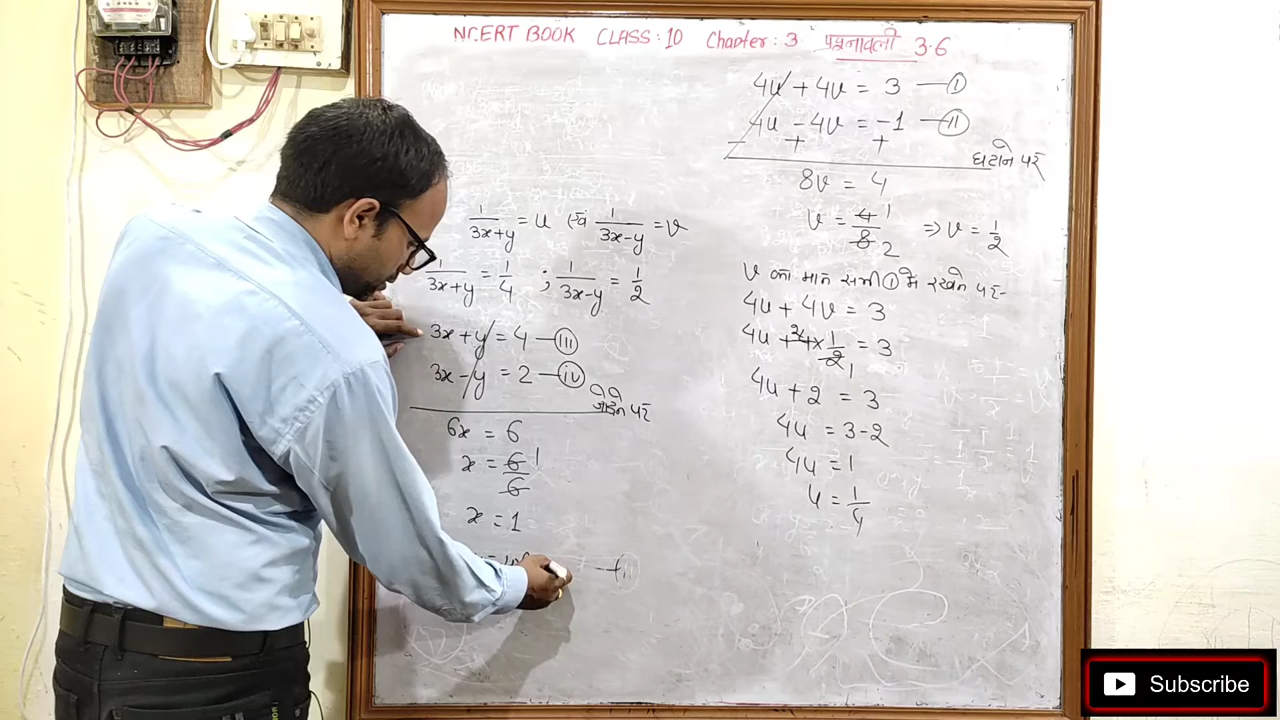 NCERT BOOK CLASS : 10 Chapter : 3 प्रश्नावली 3.6
1/(3x+y) = u एवं 1/(3x-y) = v
1/(3x+y) = 1/4 ; 1/(3x-y) = 1/2
3x + y = 4 — (iii)
3x - y = 2 — (iv)
जोड़ने पर
6x = 6
x = 6/6 1
x = 1
4u + 4v = 3 — (i)
4u - 4v = -1 — (ii)
- + +
घटाने पर
8v = 4
v = 4/8 1 2 => v = 1/2
v का मान समी (i) में रखने पर-
4u + 4v = 3
4u + 4 × 1/2 = 3
4u + 2 = 3
4u = 3 - 2
4u = 1
u = 1/4
Subscribe